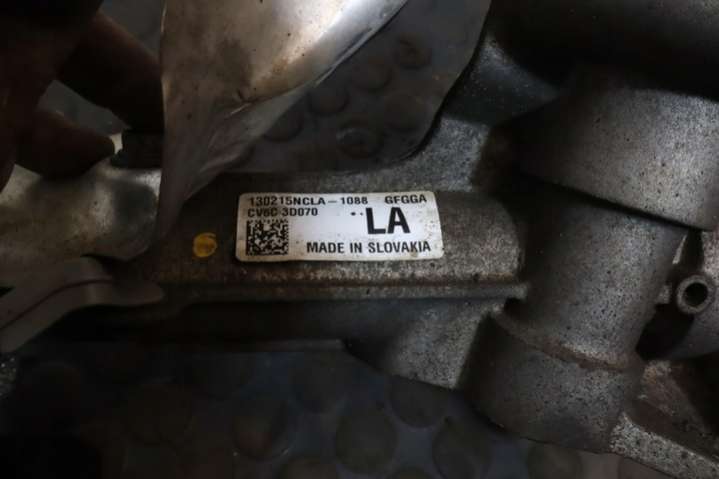 130215NCLA-1088 GFGGA
CV6C-3D070
LA
MADE IN SLOVAKIA